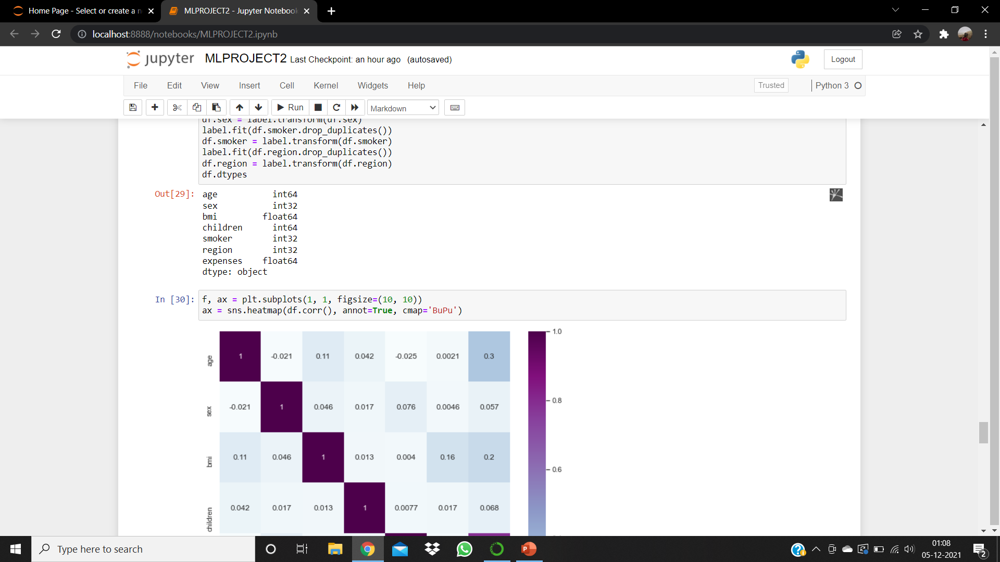 Home Page - Select or create a n
MLPROJECT2 - Jupyter Notebook
localhost:8888/notebooks/MLPROJECT2.ipynb
jupyter MLPROJECT2 Last Checkpoint: an hour ago (autosaved)
Logout
File Edit View Insert Cell Kernel Widgets Help
Trusted
Python 3
Run
Markdown
df.sex = label.transform(df.sex)
label.fit(df.smoker.drop_duplicates())
df.smoker = label.transform(df.smoker)
label.fit(df.region.drop_duplicates())
df.region = label.transform(df.region)
df.dtypes
Out[29]: age int64
sex int32
bmi float64
children int64
smoker int32
region int32
expenses float64
dtype: object
In [30]: f, ax = plt.subplots(1, 1, figsize=(10, 10))
ax = sns.heatmap(df.corr(), annot=True, cmap='BuPu')
age 1 -0.021 0.11 0.042 -0.025 0.0021 0.3
sex -0.021 1 0.046 0.017 0.076 0.0046 0.057
bmi 0.11 0.046 1 0.013 0.004 0.16 0.2
children 0.042 0.017 0.013 1 0.0077 0.017 0.068
1.0
0.8
0.6
Type here to search
P
01:08
05-12-2021
2